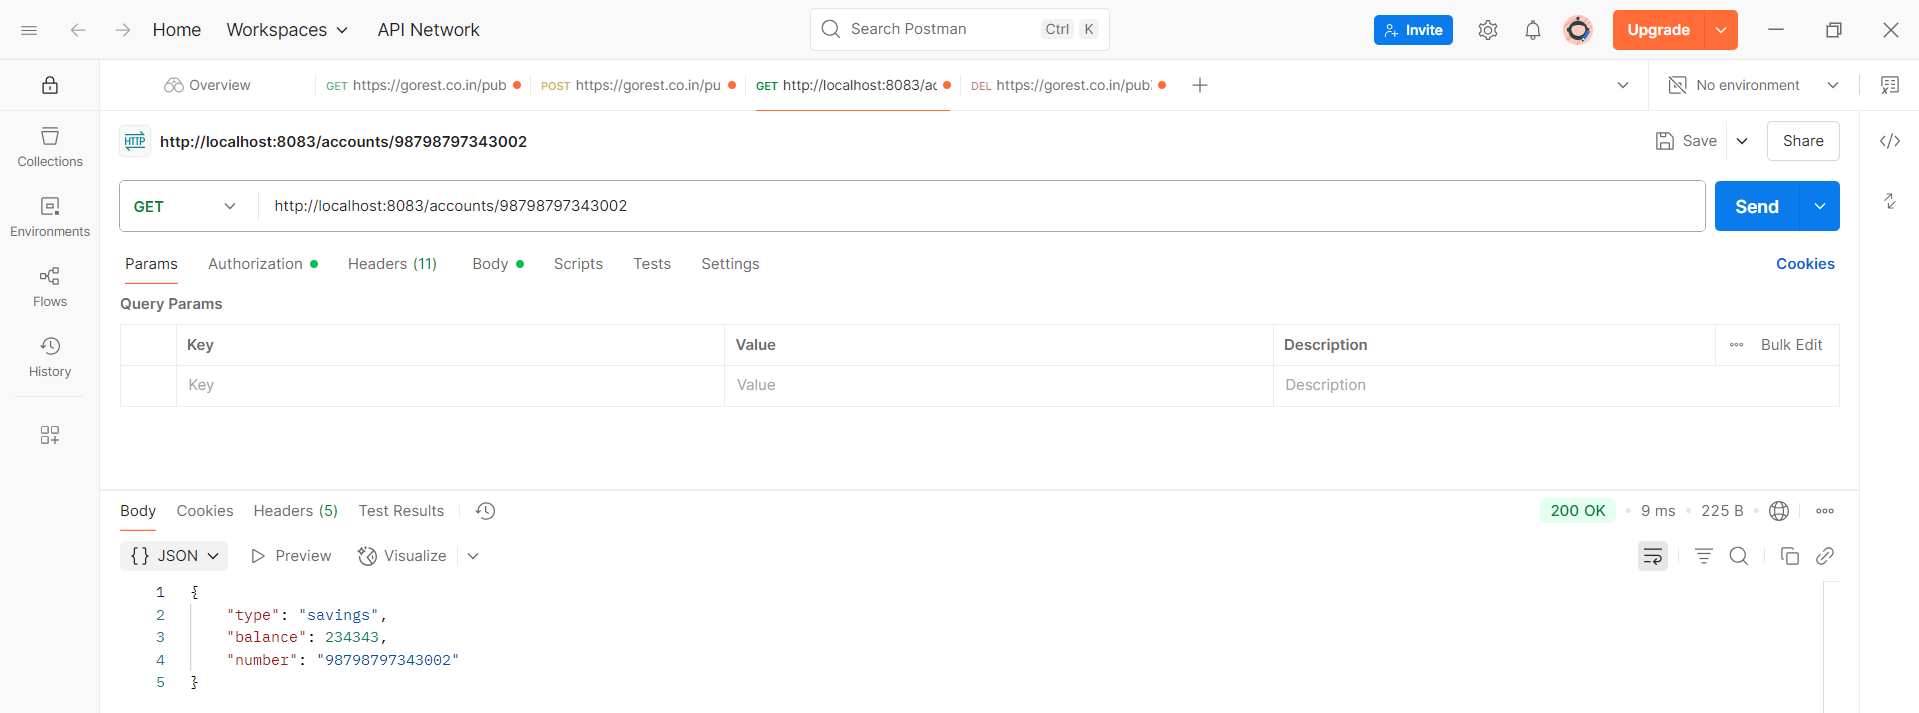 Home Workspaces API Network Search Postman Ctrl K Invite Upgrade
Overview GET https://gorest.co.in/pub POST https://gorest.co.in/pu GET http://localhost:8083/ac DEL https://gorest.co.in/pub No environment
HTTP http://localhost:8083/accounts/98798797343002 Save Share
Collections
GET http://localhost:8083/accounts/98798797343002 Send
Environments
Params Authorization Headers (11) Body Scripts Tests Settings Cookies
Flows
Query Params
Key Value Description Bulk Edit
History
Key Value Description
Body Cookies Headers (5) Test Results 200 OK 9 ms 225 B
{} JSON Preview Visualize
1 {
2 "type": "savings",
3 "balance": 234343,
4 "number": "98798797343002"
5 }